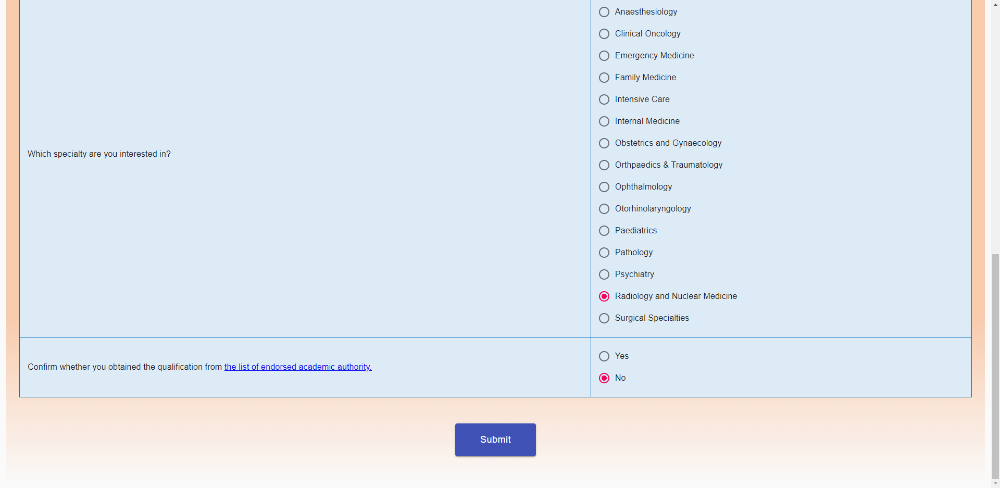 Anaesthesiology
Clinical Oncology
Emergency Medicine
Family Medicine
Intensive Care
Internal Medicine
Obstetrics and Gynaecology
Which specialty are you interested in?
Orthpaedics & Traumatology
Ophthalmology
Otorhinolaryngology
Paediatrics
Pathology
Psychiatry
Radiology and Nuclear Medicine
Surgical Specialties
Confirm whether you obtained the qualification from the list of endorsed academic authority.
Yes
No
Submit